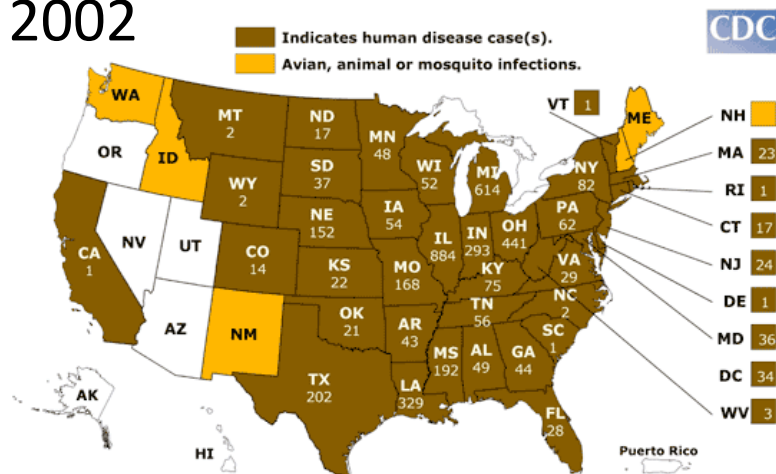 2002
Indicates human disease case(s).
Avian, animal or mosquito infections.
CDC
WA
OR
ID
MT
2
WY
2
ND
17
SD
37
NE
152
MN
48
WI
52
MI
614
IA
54
IL
884
IN
293
OH
441
KY
75
VT 1
ME
NH
MA 23
RI 1
CT 17
NJ 24
DE 1
MD 36
DC 34
WV 3
NY
82
PA
62
VA
29
NC
2
SC
1
CA
1
NV
UT
CO
14
KS
22
MO
168
TN
56
AZ
NM
OK
21
AR
43
MS
192
AL
49
GA
44
TX
202
LA
329
FL
28
AK
HI
Puerto Rico